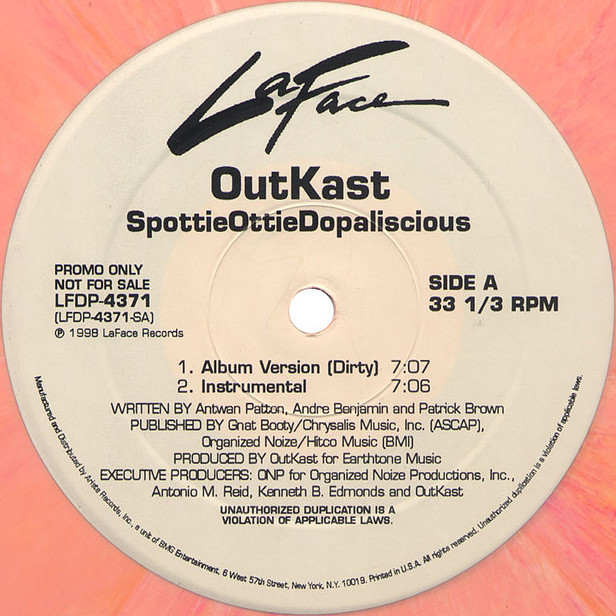 LaFace
OutKast
SpottieOttieDopaliscious
PROMO ONLY
NOT FOR SALE
LFDP-4371
(LFDP-4371-SA)
℗ 1998 LaFace Records
SIDE A
33 1/3 RPM
1. Album Version (Dirty) 7:07
2. Instrumental 7:06
WRITTEN BY Antwan Patton, Andre Benjamin and Patrick Brown
PUBLISHED BY Gnat Booty/Chrysalis Music, Inc. (ASCAP),
Organized Noize/Hitco Music (BMI)
PRODUCED BY OutKast for Earthtone Music
EXECUTIVE PRODUCERS: ONP for Organized Noize Productions, Inc.,
Antonio M. Reid, Kenneth B. Edmonds and OutKast
UNAUTHORIZED DUPLICATION IS A
VIOLATION OF APPLICABLE LAWS.
Manufactured and Distributed by Arista Records, Inc., a unit of BMG Entertainment, 6 West 57th Street, New York, N.Y. 10019. Printed in U.S.A. All rights reserved. Unauthorized duplication is a violation of applicable laws.